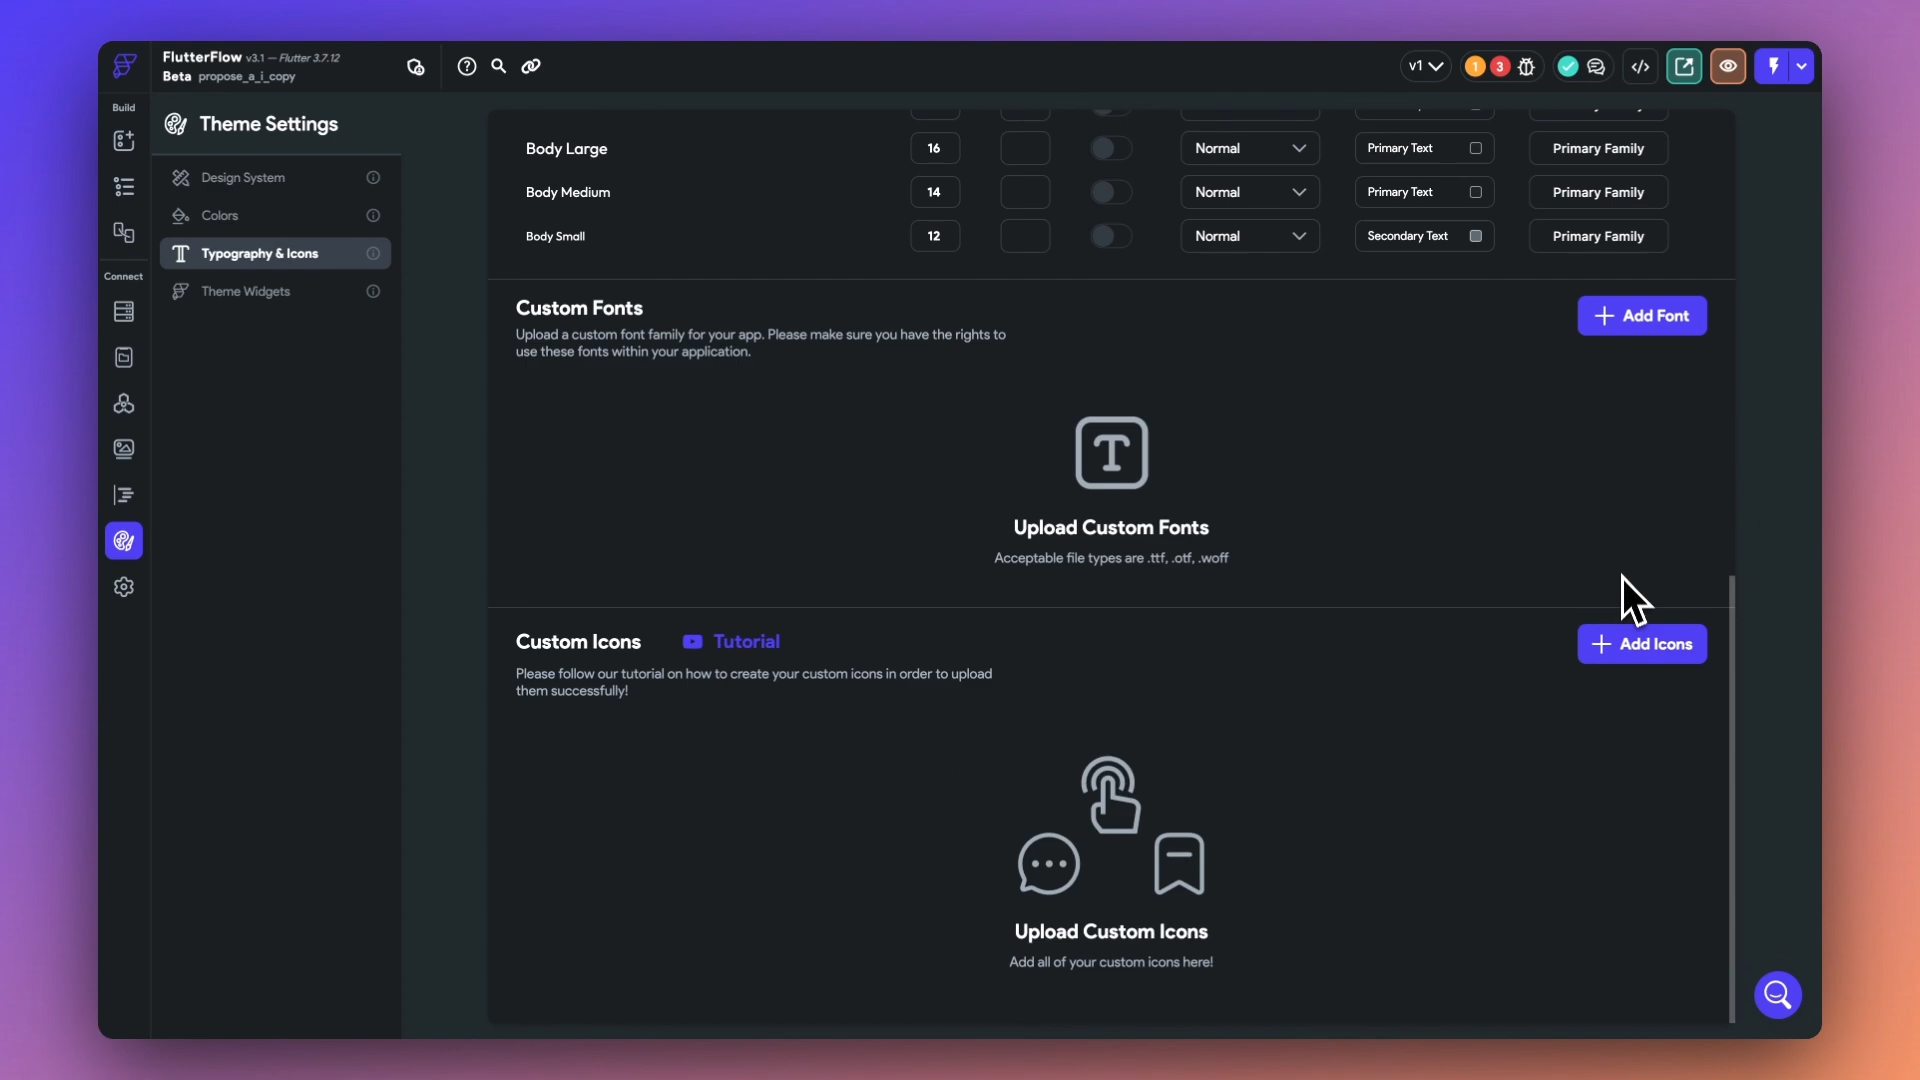 FlutterFlow v3.1 — Flutter 3.7.12
Beta propose_a_i_copy
v1
1
3
Build
Connect
Theme Settings
Design System
Colors
Typography & Icons
Theme Widgets
Body Large 16 Normal Primary Text Primary Family
Body Medium 14 Normal Primary Text Primary Family
Body Small 12 Normal Secondary Text Primary Family
Custom Fonts
Upload a custom font family for your app. Please make sure you have the rights to
use these fonts within your application.
Add Font
Upload Custom Fonts
Acceptable file types are .ttf, .otf, .woff
Custom Icons
Tutorial
Please follow our tutorial on how to create your custom icons in order to upload
them successfully!
Add Icons
Upload Custom Icons
Add all of your custom icons here!